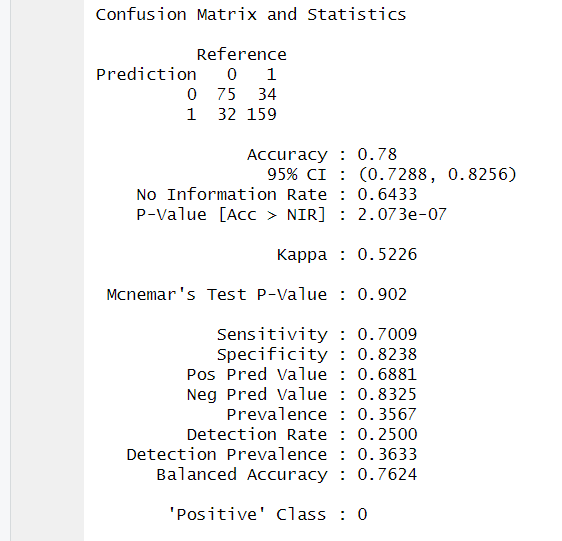 Confusion Matrix and Statistics
Reference
Prediction 0 1
0 75 34
1 32 159
Accuracy : 0.78
95% CI : (0.7288, 0.8256)
No Information Rate : 0.6433
P-Value [Acc > NIR] : 2.073e-07
Kappa : 0.5226
Mcnemar's Test P-Value : 0.902
Sensitivity : 0.7009
Specificity : 0.8238
Pos Pred Value : 0.6881
Neg Pred Value : 0.8325
Prevalence : 0.3567
Detection Rate : 0.2500
Detection Prevalence : 0.3633
Balanced Accuracy : 0.7624
'Positive' Class : 0